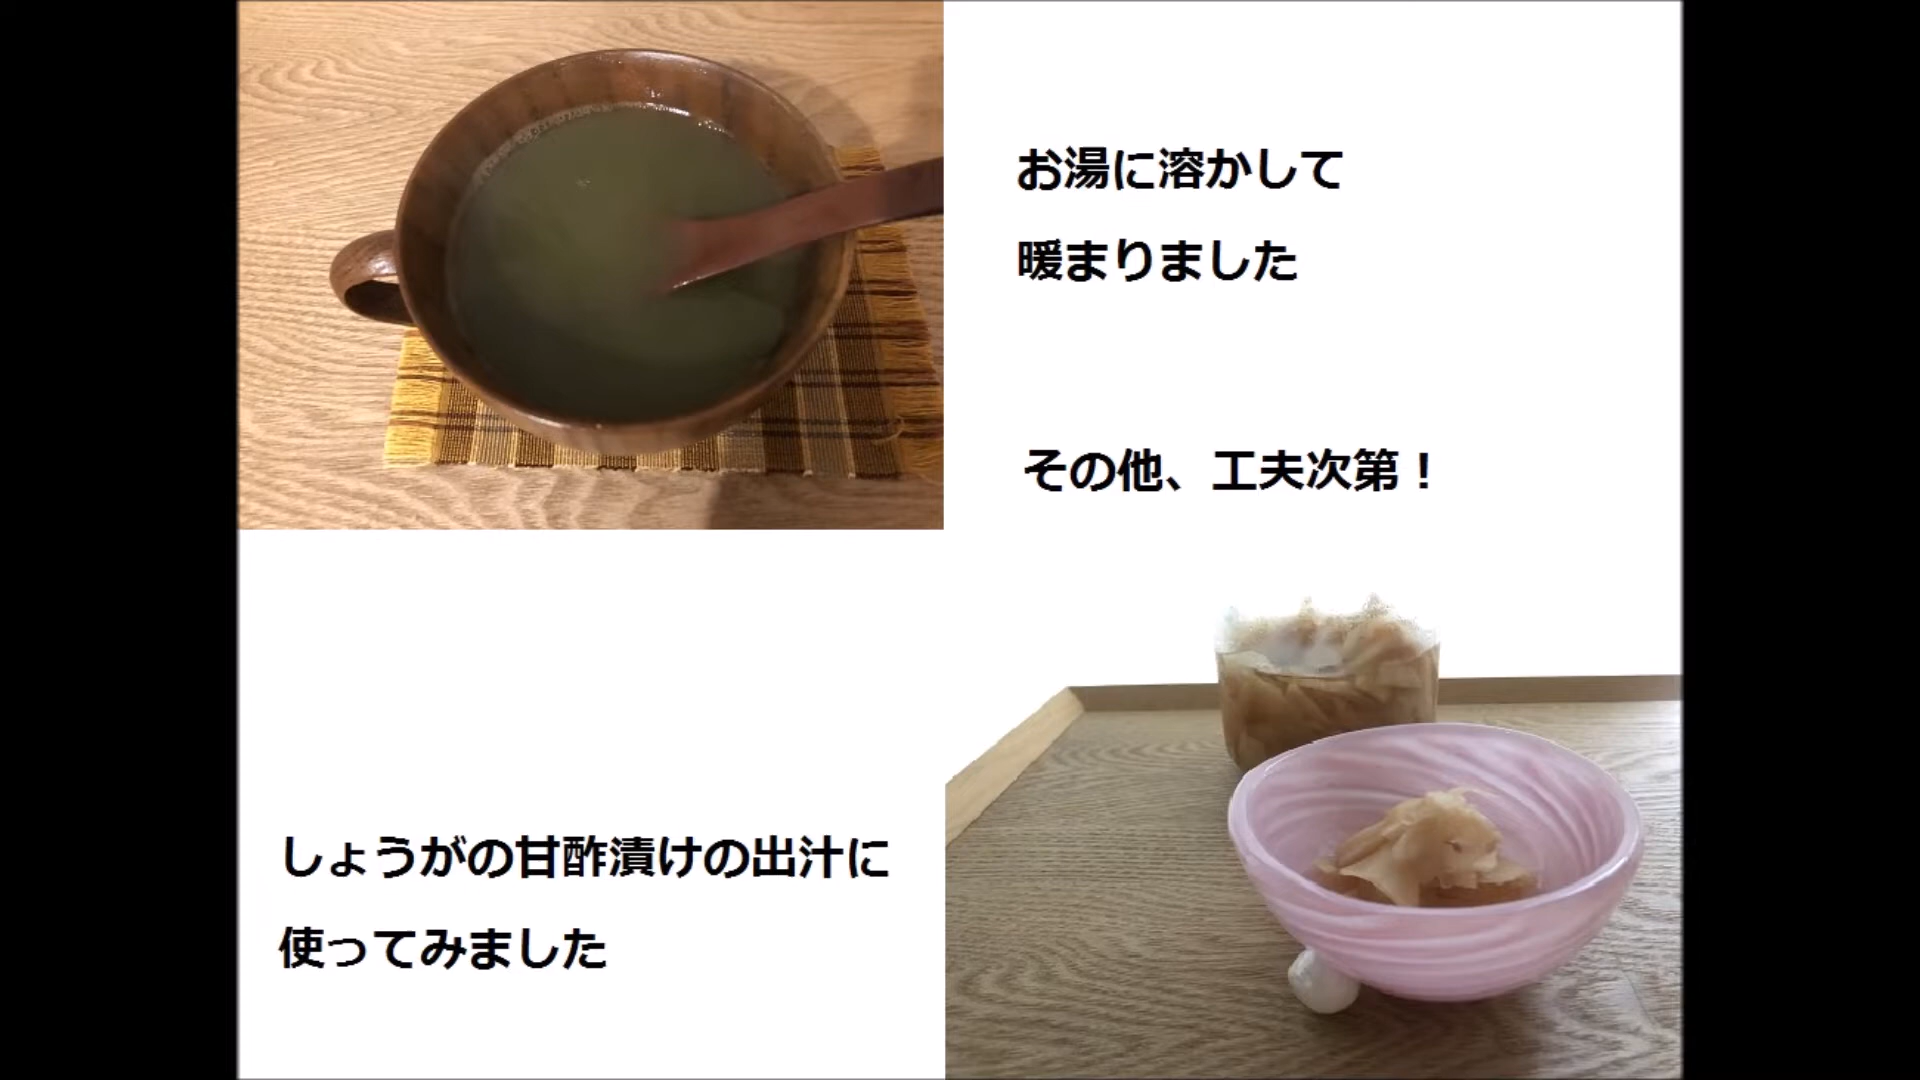 お湯に溶かして
暖まりました
その他、工夫次第！
しょうがの甘酢漬けの出汁に
使ってみました